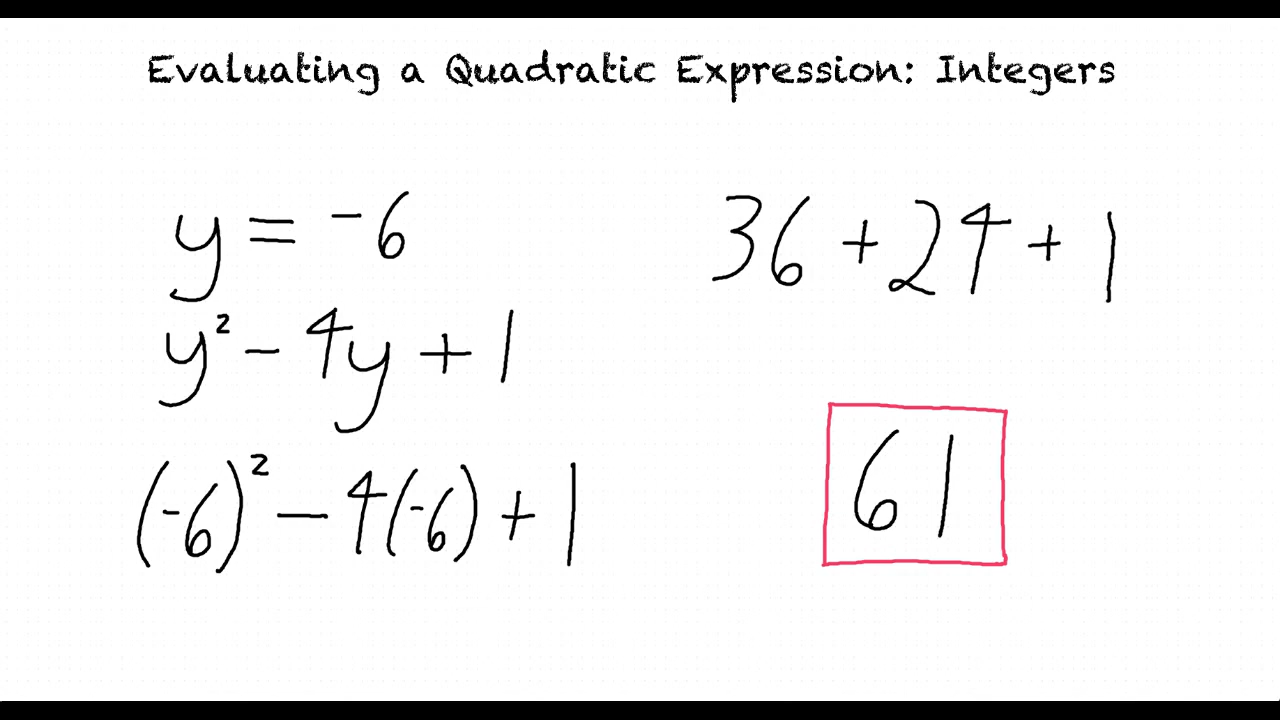 Evaluating a Quadratic Expression: Integers
y = -6
y² - 4y + 1
(-6)² - 4(-6) + 1
36 + 24 + 1
61